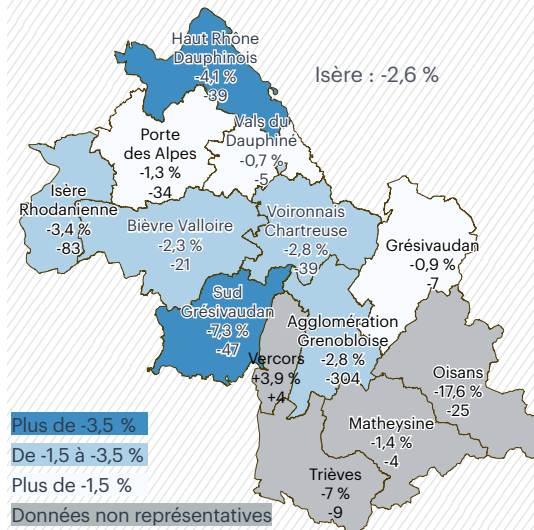 Haut Rhône
Dauphinois
-4,1 %
-39
Isère : -2,6 %
Vals du
Dauphiné
-0,7 %
-5
Porte
des Alpes
-1,3 %
-34
Isère
Rhodanienne
-3,4 %
-83
Bièvre Valloire
-2,3 %
-21
Voironnais
Chartreuse
-2,8 %
-39
Grésivaudan
-0,9 %
-7
Sud
Grésivaudan
-7,3 %
-47
Agglomération
Grenobloise
-2,8 %
-304
Vercors
+3,9 %
+4
Oisans
-17,6 %
-25
Matheysine
-1,4 %
-4
Trièves
-7 %
-9
Plus de -3,5 %
De -1,5 à -3,5 %
Plus de -1,5 %
Données non représentatives